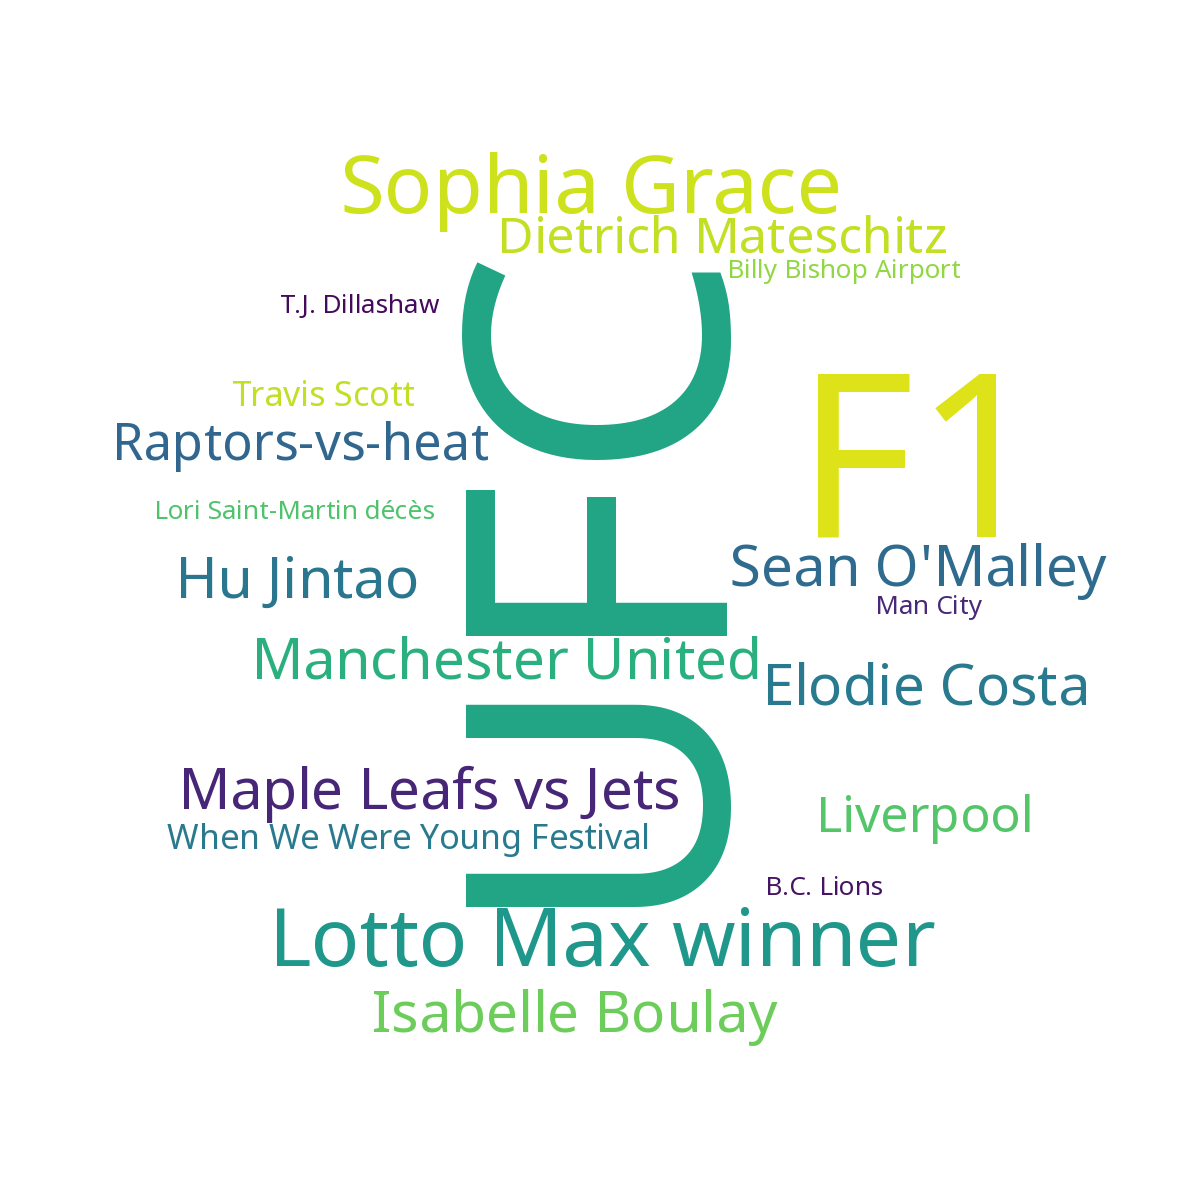 Sophia Grace
Dietrich Mateschitz
Billy Bishop Airport
T.J. Dillashaw
UFC
F1
Travis Scott
Raptors-vs-heat
Lori Saint-Martin décès
Hu Jintao
Sean O'Malley
Man City
Manchester United
Elodie Costa
Maple Leafs vs Jets
Liverpool
When We Were Young Festival
B.C. Lions
Lotto Max winner
Isabelle Boulay